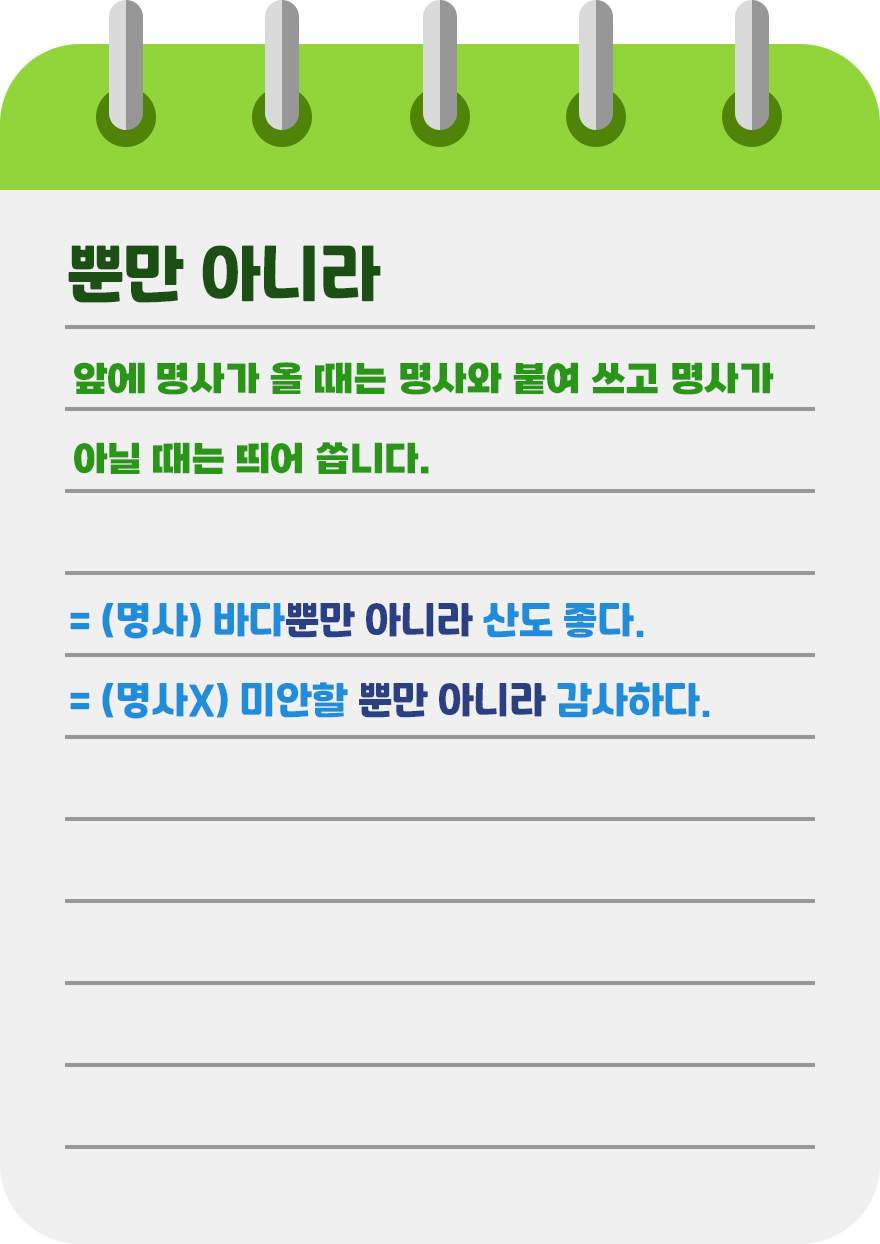 뿐만 아니라
앞에 명사가 올 때는 명사와 붙여 쓰고 명사가
아닐 때는 띄어 씁니다.
= (명사) 바다뿐만 아니라 산도 좋다.
= (명사X) 미안할 뿐만 아니라 감사하다.